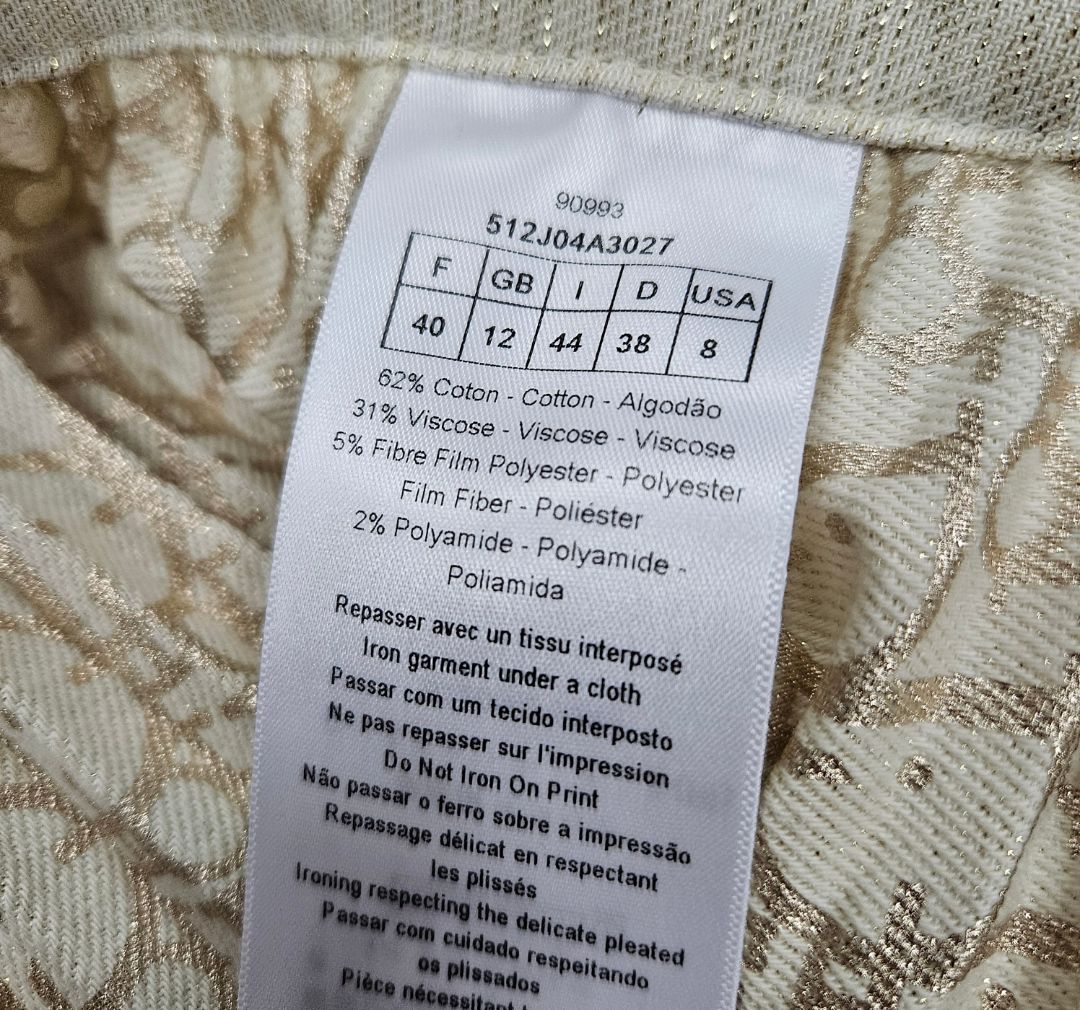 90993
512J04A3027
F GB I D USA
40 12 44 38 8
62% Coton - Cotton - Algodão
31% Viscose - Viscose - Viscose
5% Fibre Film Polyester - Polyester
Film Fiber - Poliéster
2% Polyamide - Polyamide -
Poliamida
Repasser avec un tissu interposé
Iron garment under a cloth
Passar com um tecido interposto
Ne pas repasser sur l'impression
Do Not Iron On Print
Não passar o ferro sobre a impressão
Repassage délicat en respectant
les plissés
Ironing respecting the delicate pleated
Passar com cuidado respeitando
os plissados
Pièce nécessitant